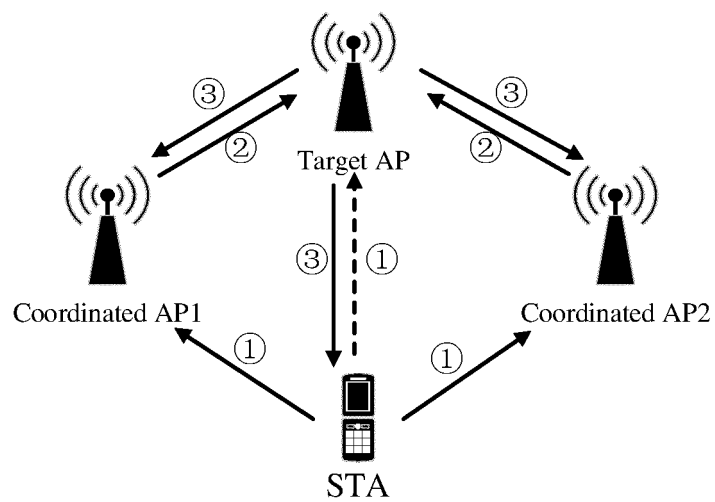 ③
③
②
②
Target AP
③
①
Coordinated AP1
Coordinated AP2
①
①
STA